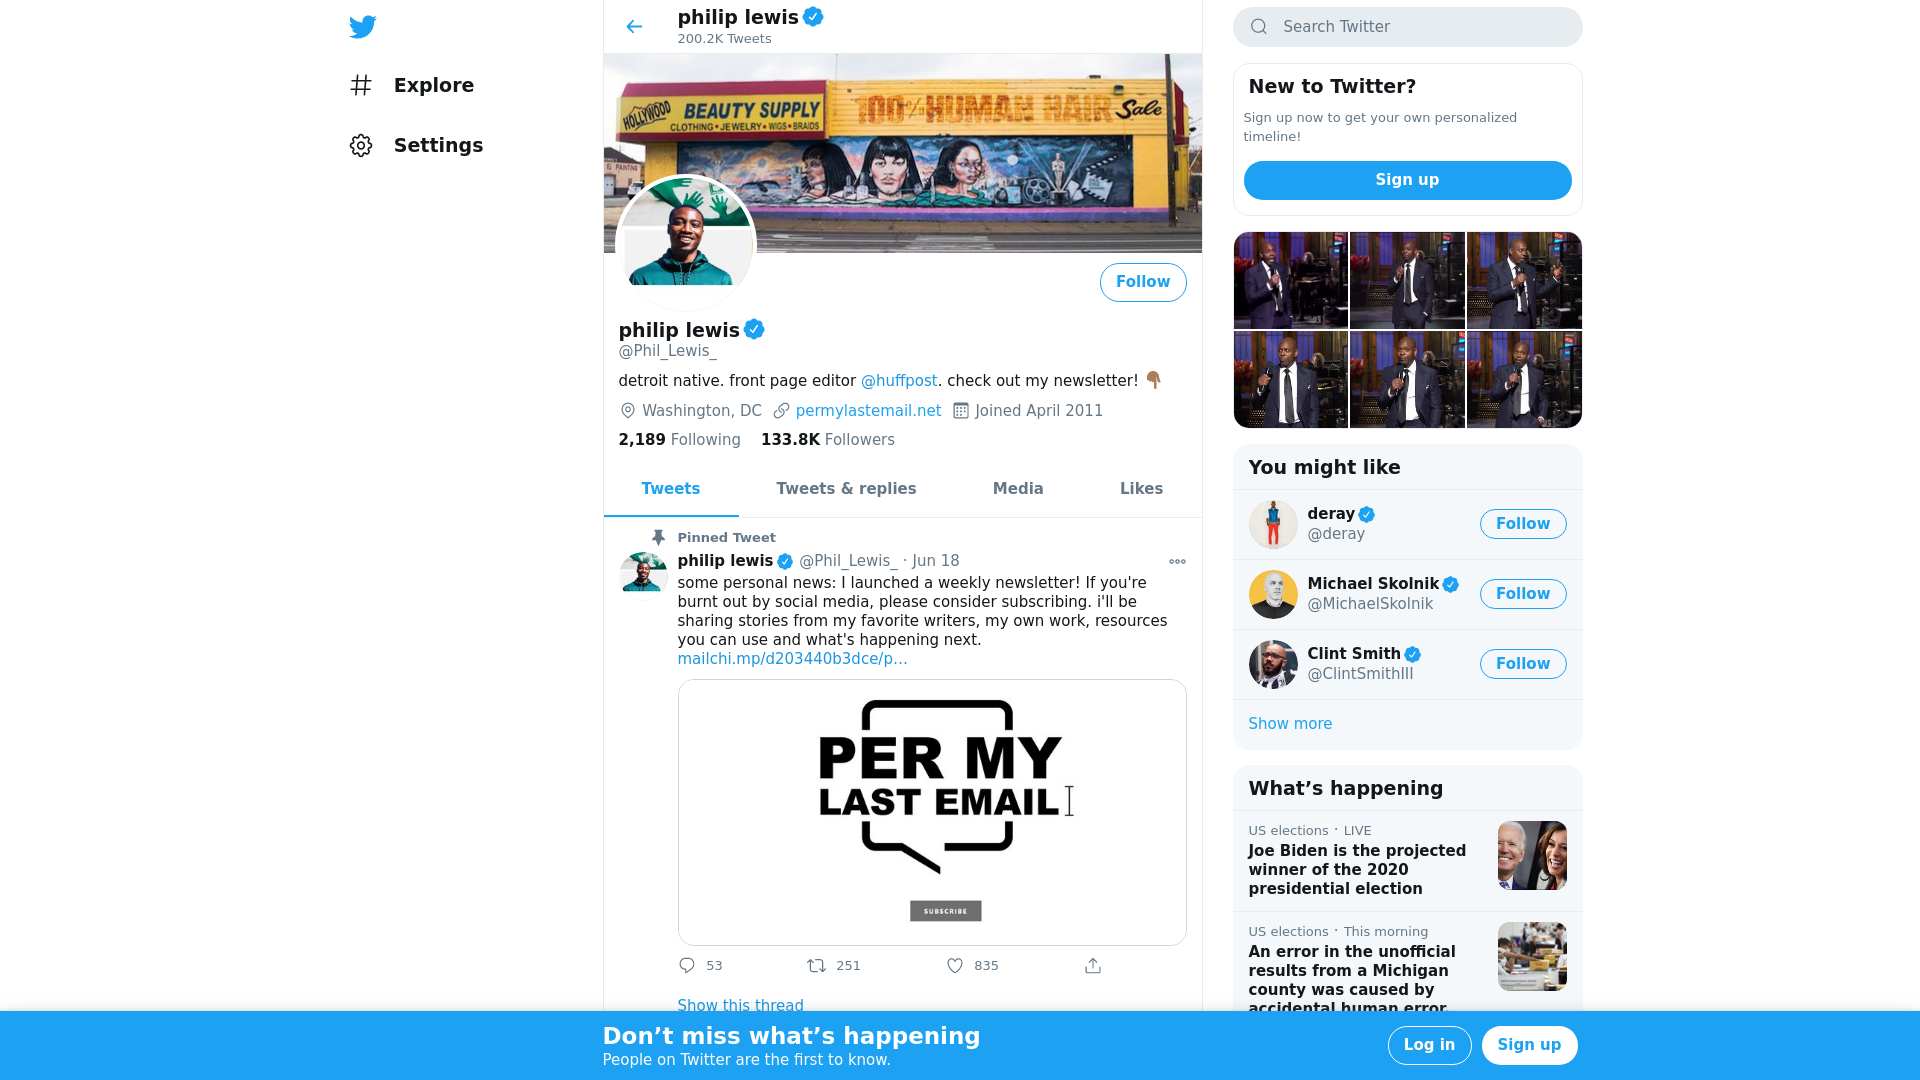 Explore
Settings
philip lewis
200.2K Tweets
HOLLYWOOD
BEAUTY SUPPLY
CLOTHING • JEWELRY • WIGS • BRAIDS
100% HUMAN HAIR
Sale
Follow
philip lewis
@Phil_Lewis_
detroit native. front page editor @huffpost. check out my newsletter! 👇🏾
Washington, DC permylastemail.net Joined April 2011
2,189 Following 133.8K Followers
Tweets Tweets & replies Media Likes
Pinned Tweet
philip lewis @Phil_Lewis_ · Jun 18
some personal news: I launched a weekly newsletter! If you're
burnt out by social media, please consider subscribing. i'll be
sharing stories from my favorite writers, my own work, resources
you can use and what's happening next.
mailchi.mp/d203440b3dce/p…
PER MY
LAST EMAIL
SUBSCRIBE
53 251 835
Show this thread
Search Twitter
New to Twitter?
Sign up now to get your own personalized
timeline!
Sign up
You might like
deray
@deray
Follow
Michael Skolnik
@MichaelSkolnik
Follow
Clint Smith
@ClintSmithIII
Follow
Show more
What’s happening
US elections · LIVE
Joe Biden is the projected
winner of the 2020
presidential election
US elections · This morning
An error in the unofficial
results from a Michigan
county was caused by
accidental human error,
Don’t miss what’s happening
People on Twitter are the first to know.
Log in
Sign up